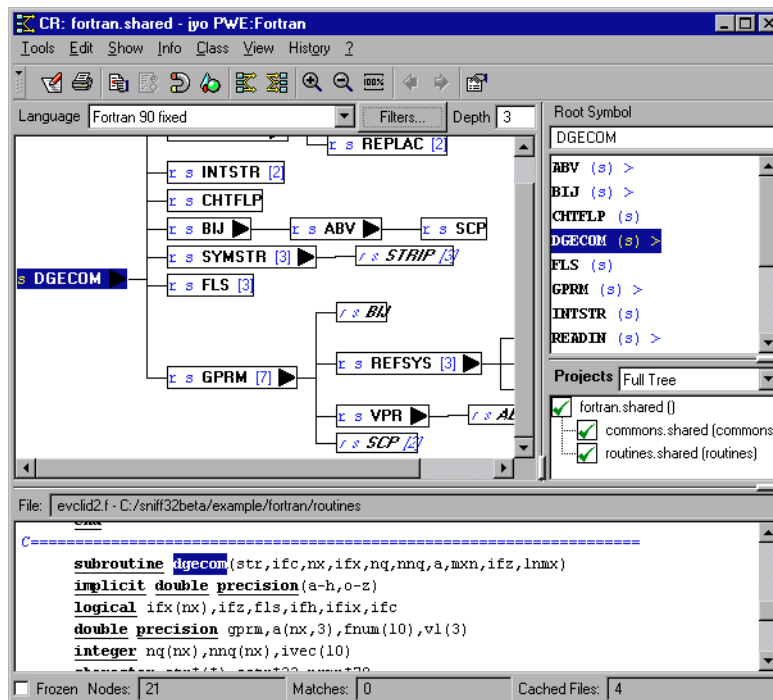 CR: fortran.shared - jyo PWE:Fortran
Tools Edit Show Info Class View History ?
100%
Language Fortran 90 fixed Filters... Depth 3
Root Symbol
DGECOM
r s REPLAC [2]
r s INTSTR [2]
r s CHTFLP
r s BIJ r s ABV r s SCP
r s SYMSTR [3] r s STRIP [3]
s DGECOM
r s FLS [3]
r s BIJ
r s REFSYS [3]
r s GPRM [7]
r s VPR r s
r s SCP [2]
ABV (s) >
BIJ (s) >
CHTFLP (s)
DGECOM (s) >
FLS (s)
GPRM (s) >
INTSTR (s)
READIN (s) >
Projects Full Tree
fortran.shared ()
commons.shared (commons
routines.shared (routines)
File: evclid2.f - C:/sniff32beta/example/fortran/routines
end
C====================================================================
subroutine dgecom(str,ifc,nx,ifx,nq,nnq,a,mxn,ifz,lnmx)
implicit double precision(a-h,o-z)
logical ifx(nx),ifz,fls,ifh,ifix,ifc
double precision gprm,a(nx,3),fnum(10),vl(3)
integer nq(nx),nnq(nx),ivec(10)
Frozen Nodes: 21 Matches: 0 Cached Files: 4